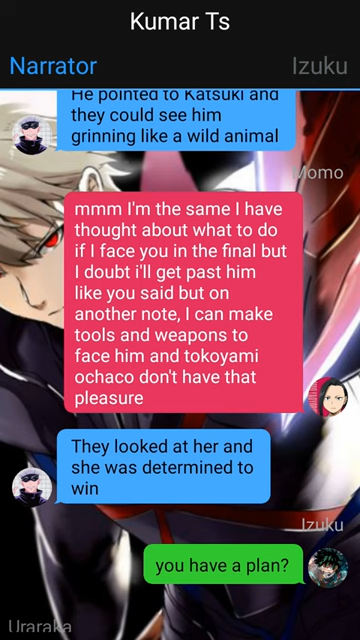 Kumar Ts
Narrator
Izuku
He pointed to Katsuki and
they could see him
grinning like a wild animal
Momo
mmm I'm the same I have
thought about what to do
if I face you in the final but
I doubt i'll get past him
like you said but on
another note, I can make
tools and weapons to
face him and tokoyami
ochaco don't have that
pleasure
They looked at her and
she was determined to
win
Izuku
you have a plan?
Uraraka